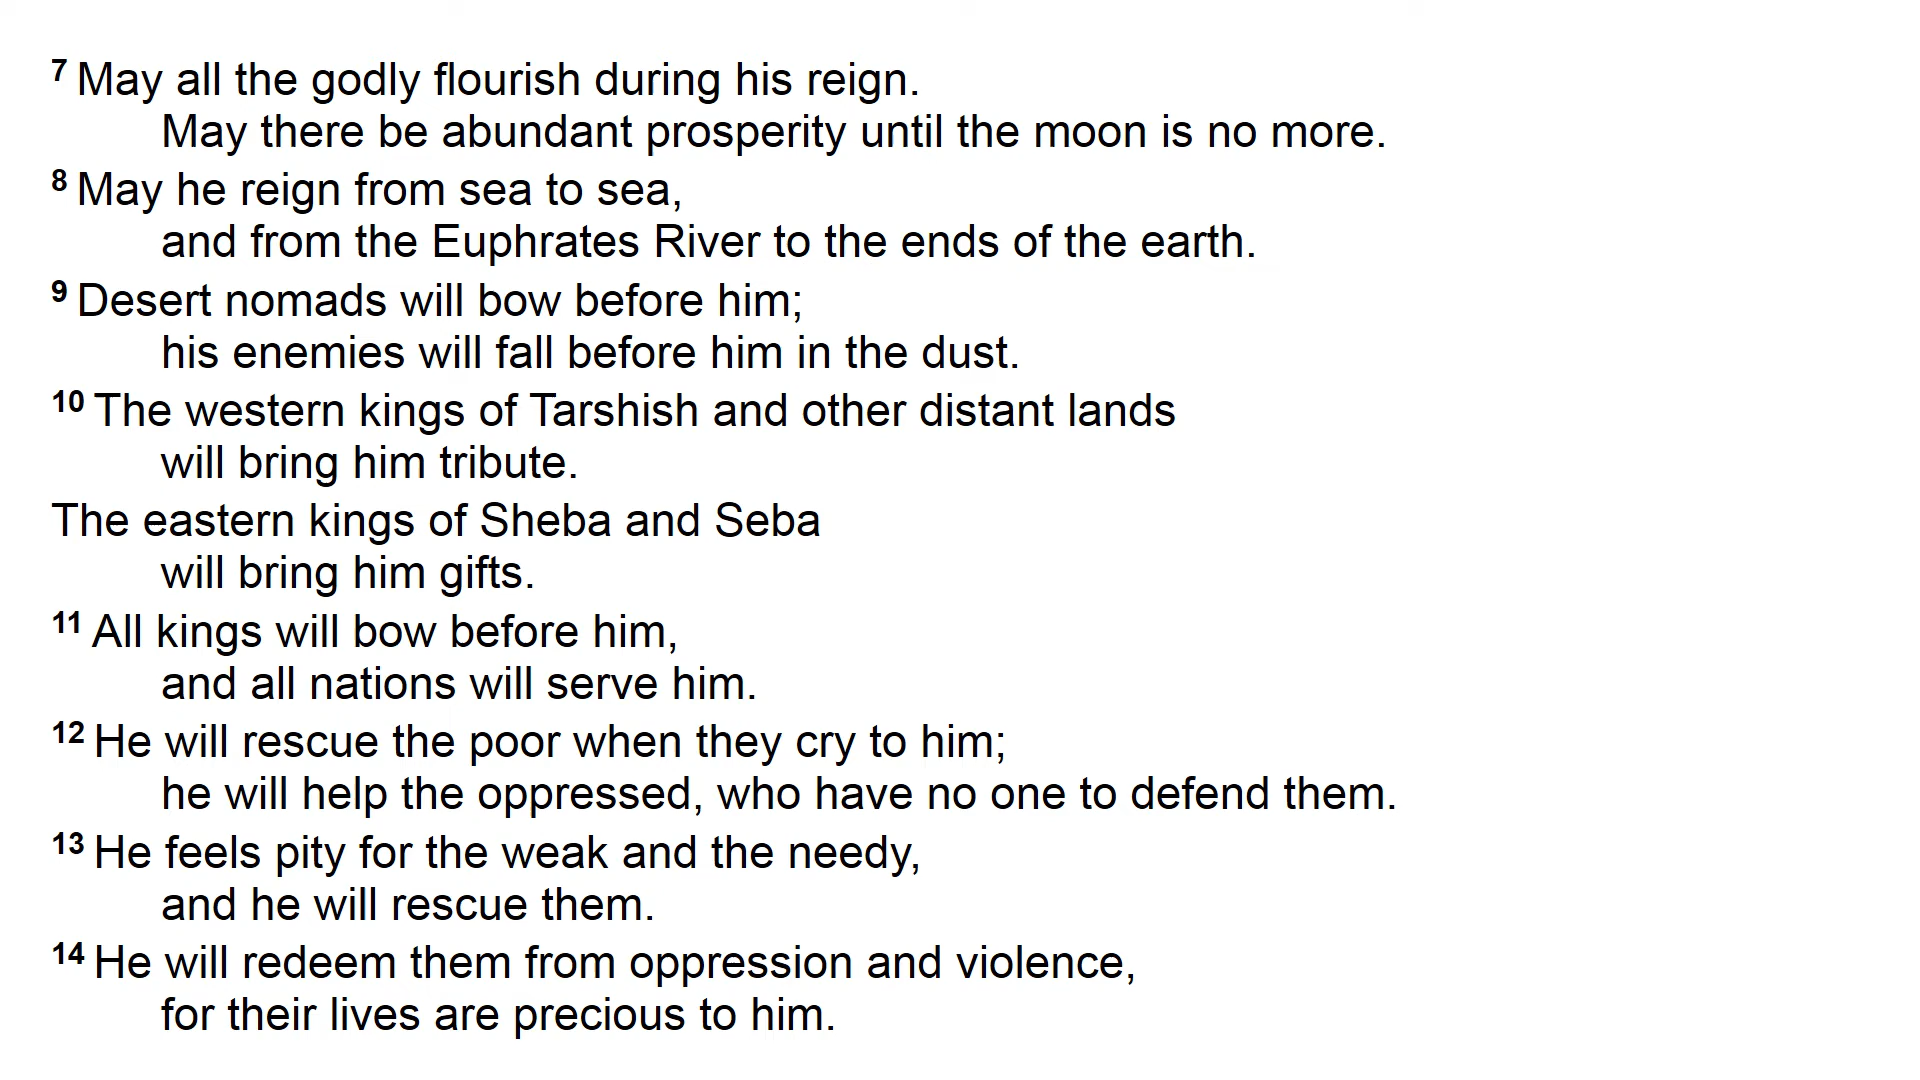 7 May all the godly flourish during his reign.
May there be abundant prosperity until the moon is no more.
8 May he reign from sea to sea,
and from the Euphrates River to the ends of the earth.
9 Desert nomads will bow before him;
his enemies will fall before him in the dust.
10 The western kings of Tarshish and other distant lands
will bring him tribute.
The eastern kings of Sheba and Seba
will bring him gifts.
11 All kings will bow before him,
and all nations will serve him.
12 He will rescue the poor when they cry to him;
he will help the oppressed, who have no one to defend them.
13 He feels pity for the weak and the needy,
and he will rescue them.
14 He will redeem them from oppression and violence,
for their lives are precious to him.